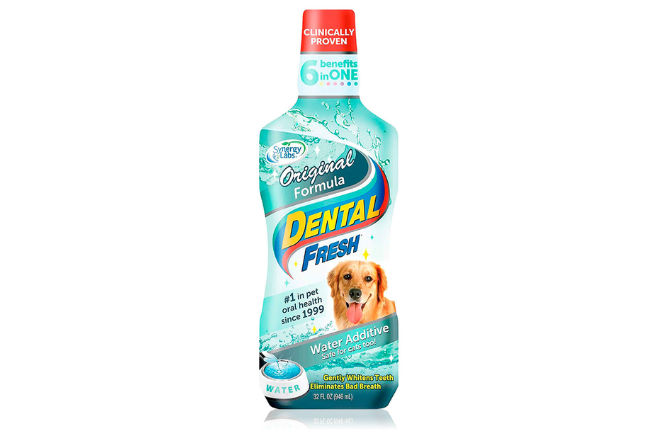 CLINICALLY
PROVEN
6 benefits
in ONE
Synergy
Labs
Original
Formula
DENTAL
FRESH
#1 in pet
oral health
since 1999
Water Additive
Safe for cats too!
WATER
Gently Whitens Teeth
Eliminates Bad Breath
32 FL OZ (946 mL)